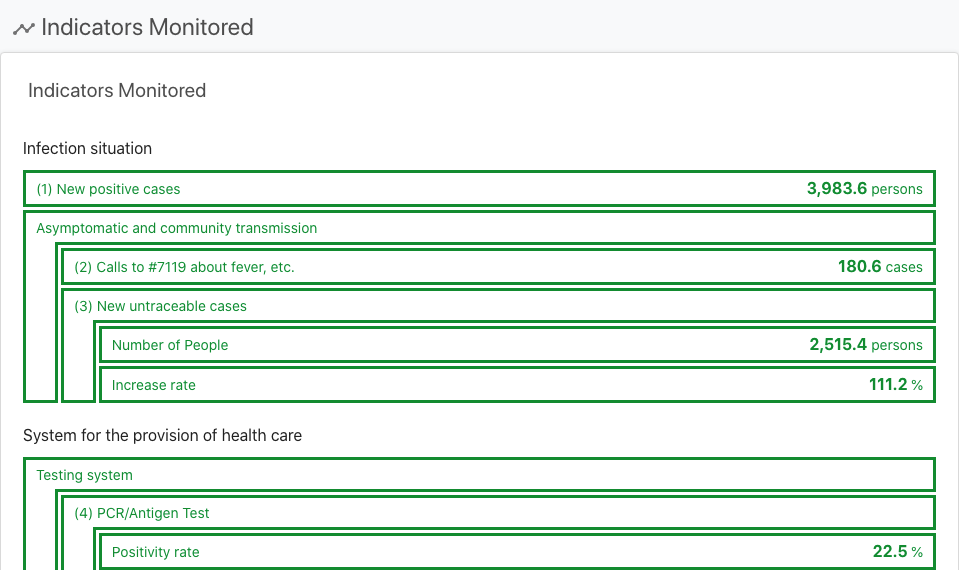 Indicators Monitored
Indicators Monitored
Infection situation
(1) New positive cases 3,983.6 persons
Asymptomatic and community transmission
(2) Calls to #7119 about fever, etc. 180.6 cases
(3) New untraceable cases
Number of People 2,515.4 persons
Increase rate 111.2 %
System for the provision of health care
Testing system
(4) PCR/Antigen Test
Positivity rate 22.5 %